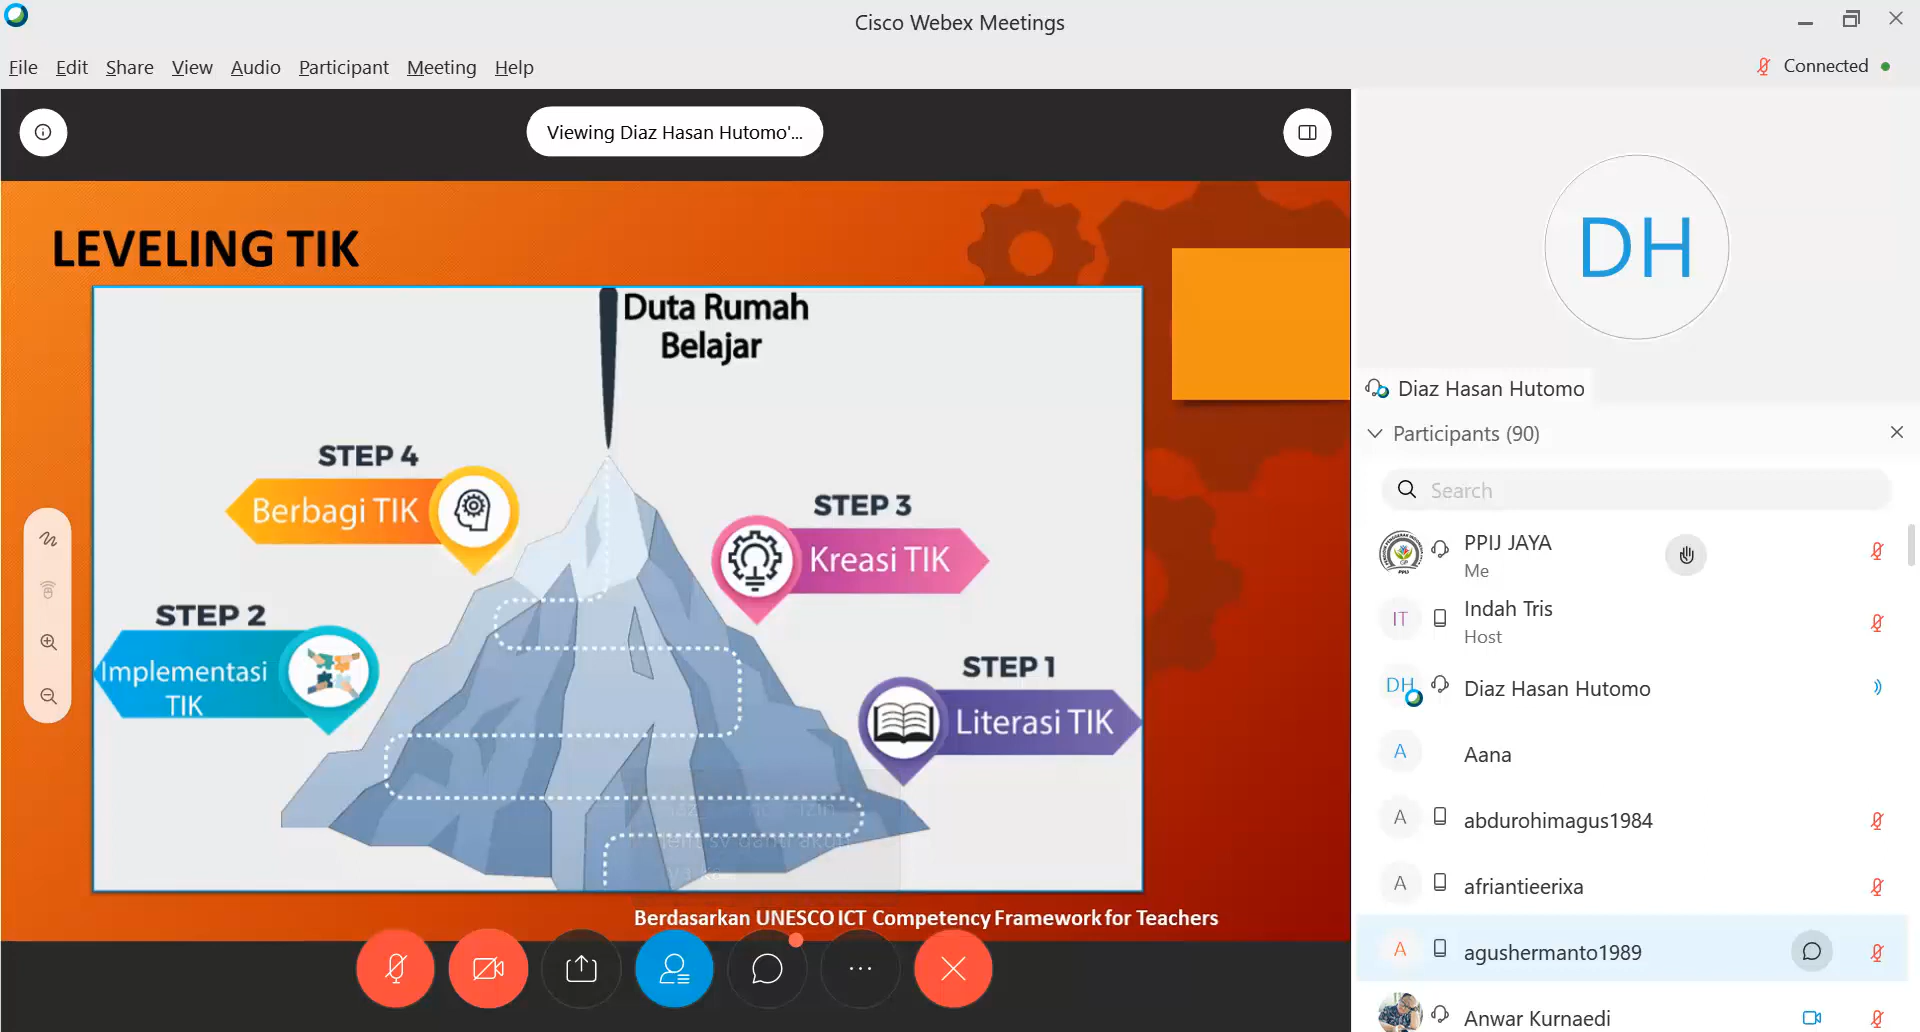 Cisco Webex Meetings
File Edit Share View Audio Participant Meeting Help
Connected
Viewing Diaz Hasan Hutomo'...
LEVELING TIK
Duta Rumah
Belajar
STEP 4
Berbagi TIK
STEP 3
Kreasi TIK
STEP 2
Implementasi
TIK
STEP 1
Literasi TIK
Berdasarkan UNESCO ICT Competency Framework for Teachers
DH
Diaz Hasan Hutomo
Participants (90)
Search
PPIJ JAYA
Me
IT
Indah Tris
Host
DH
Diaz Hasan Hutomo
A
Aana
A
abdurohimagus1984
A
afriantieerixa
A
agushermanto1989
Anwar Kurnaedi